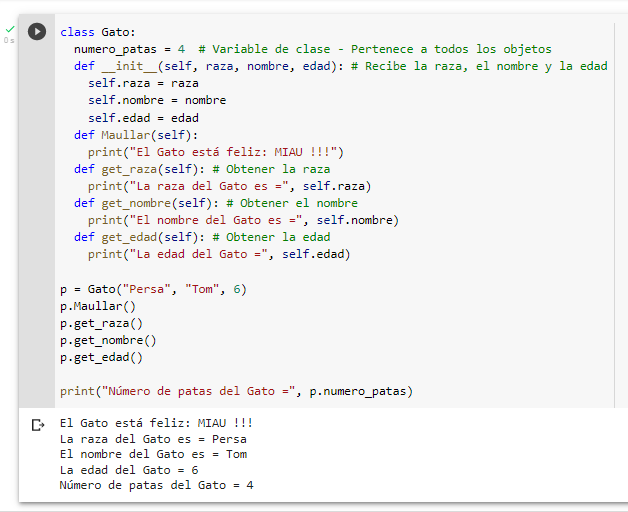 0 s
class Gato:
  numero_patas = 4  # Variable de clase - Pertenece a todos los objetos
  def __init__(self, raza, nombre, edad): # Recibe la raza, el nombre y la edad
    self.raza = raza
    self.nombre = nombre
    self.edad = edad
  def Maullar(self):
    print("El Gato está feliz: MIAU !!!")
  def get_raza(self): # Obtener la raza
    print("La raza del Gato es =", self.raza)
  def get_nombre(self): # Obtener el nombre
    print("El nombre del Gato es =", self.nombre)
  def get_edad(self): # Obtener la edad
    print("La edad del Gato =", self.edad)

p = Gato("Persa", "Tom", 6)
p.Maullar()
p.get_raza()
p.get_nombre()
p.get_edad()

print("Número de patas del Gato =", p.numero_patas)
El Gato está feliz: MIAU !!!
La raza del Gato es = Persa
El nombre del Gato es = Tom
La edad del Gato = 6
Número de patas del Gato = 4